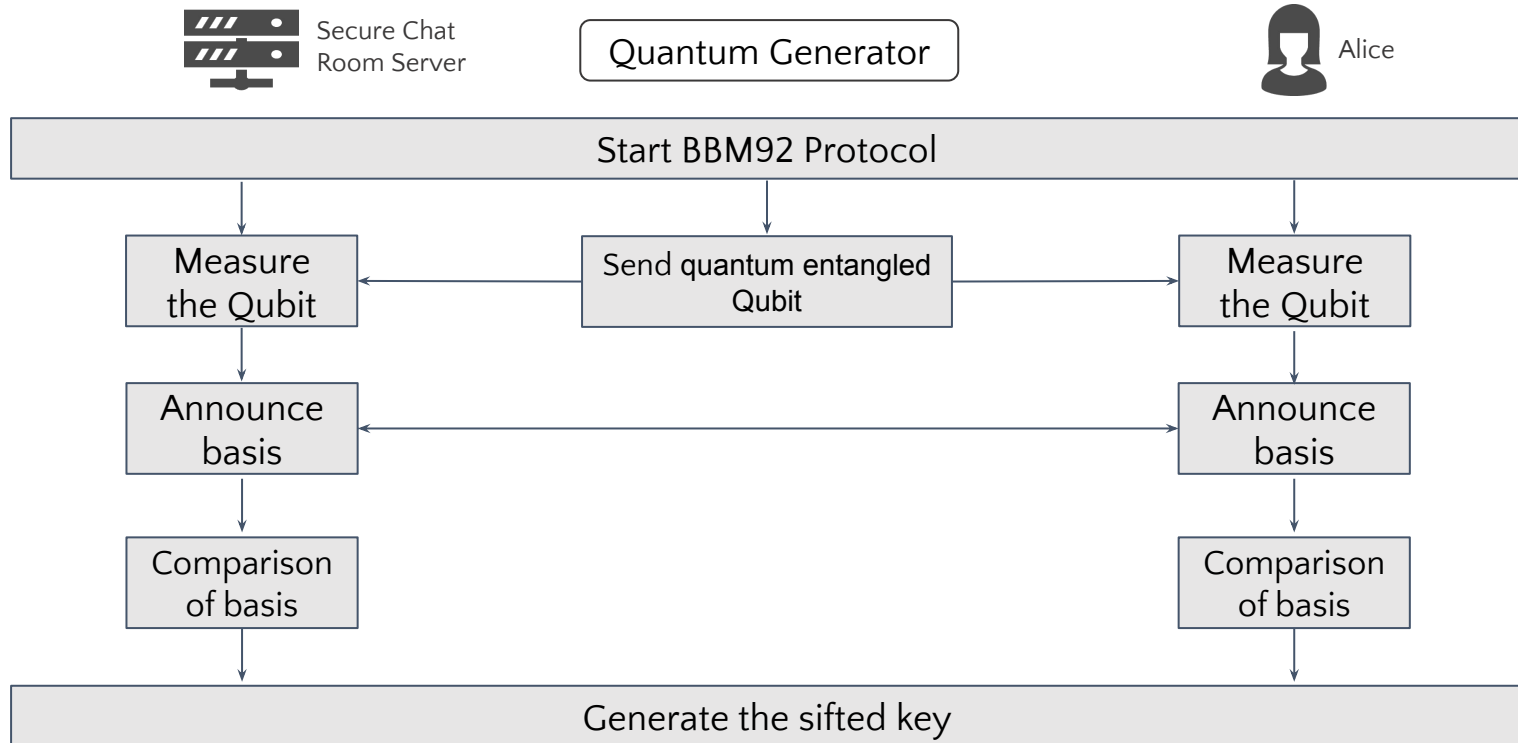 Secure Chat
Room Server
Quantum Generator
Alice
Start BBM92 Protocol
Measure
the Qubit
Send quantum entangled
Qubit
Measure
the Qubit
Announce
basis
Announce
basis
Comparison
of basis
Comparison
of basis
Generate the sifted key